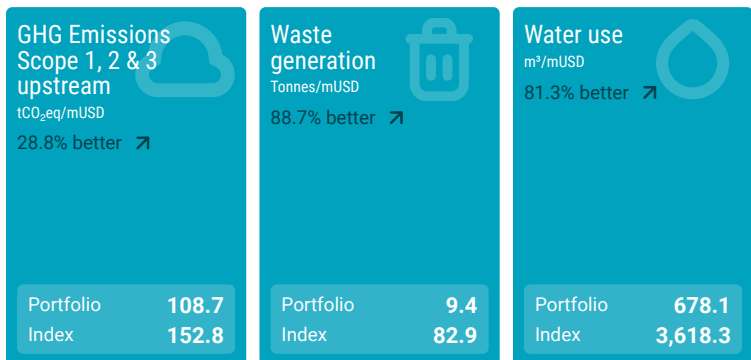 GHG Emissions
Scope 1, 2 & 3
upstream
tCO₂eq/mUSD
28.8% better
Portfolio 108.7
Index 152.8
Waste
generation
Tonnes/mUSD
88.7% better
Portfolio 9.4
Index 82.9
Water use
m³/mUSD
81.3% better
Portfolio 678.1
Index 3,618.3